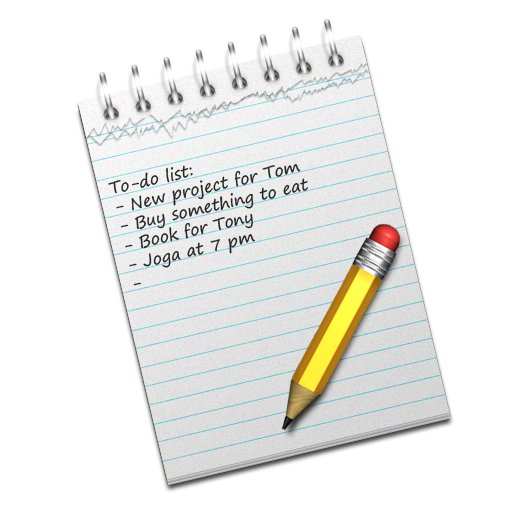 To-do list:
- New project for Tom
- Buy something to eat
- Book for Tony
- Joga at 7 pm
-